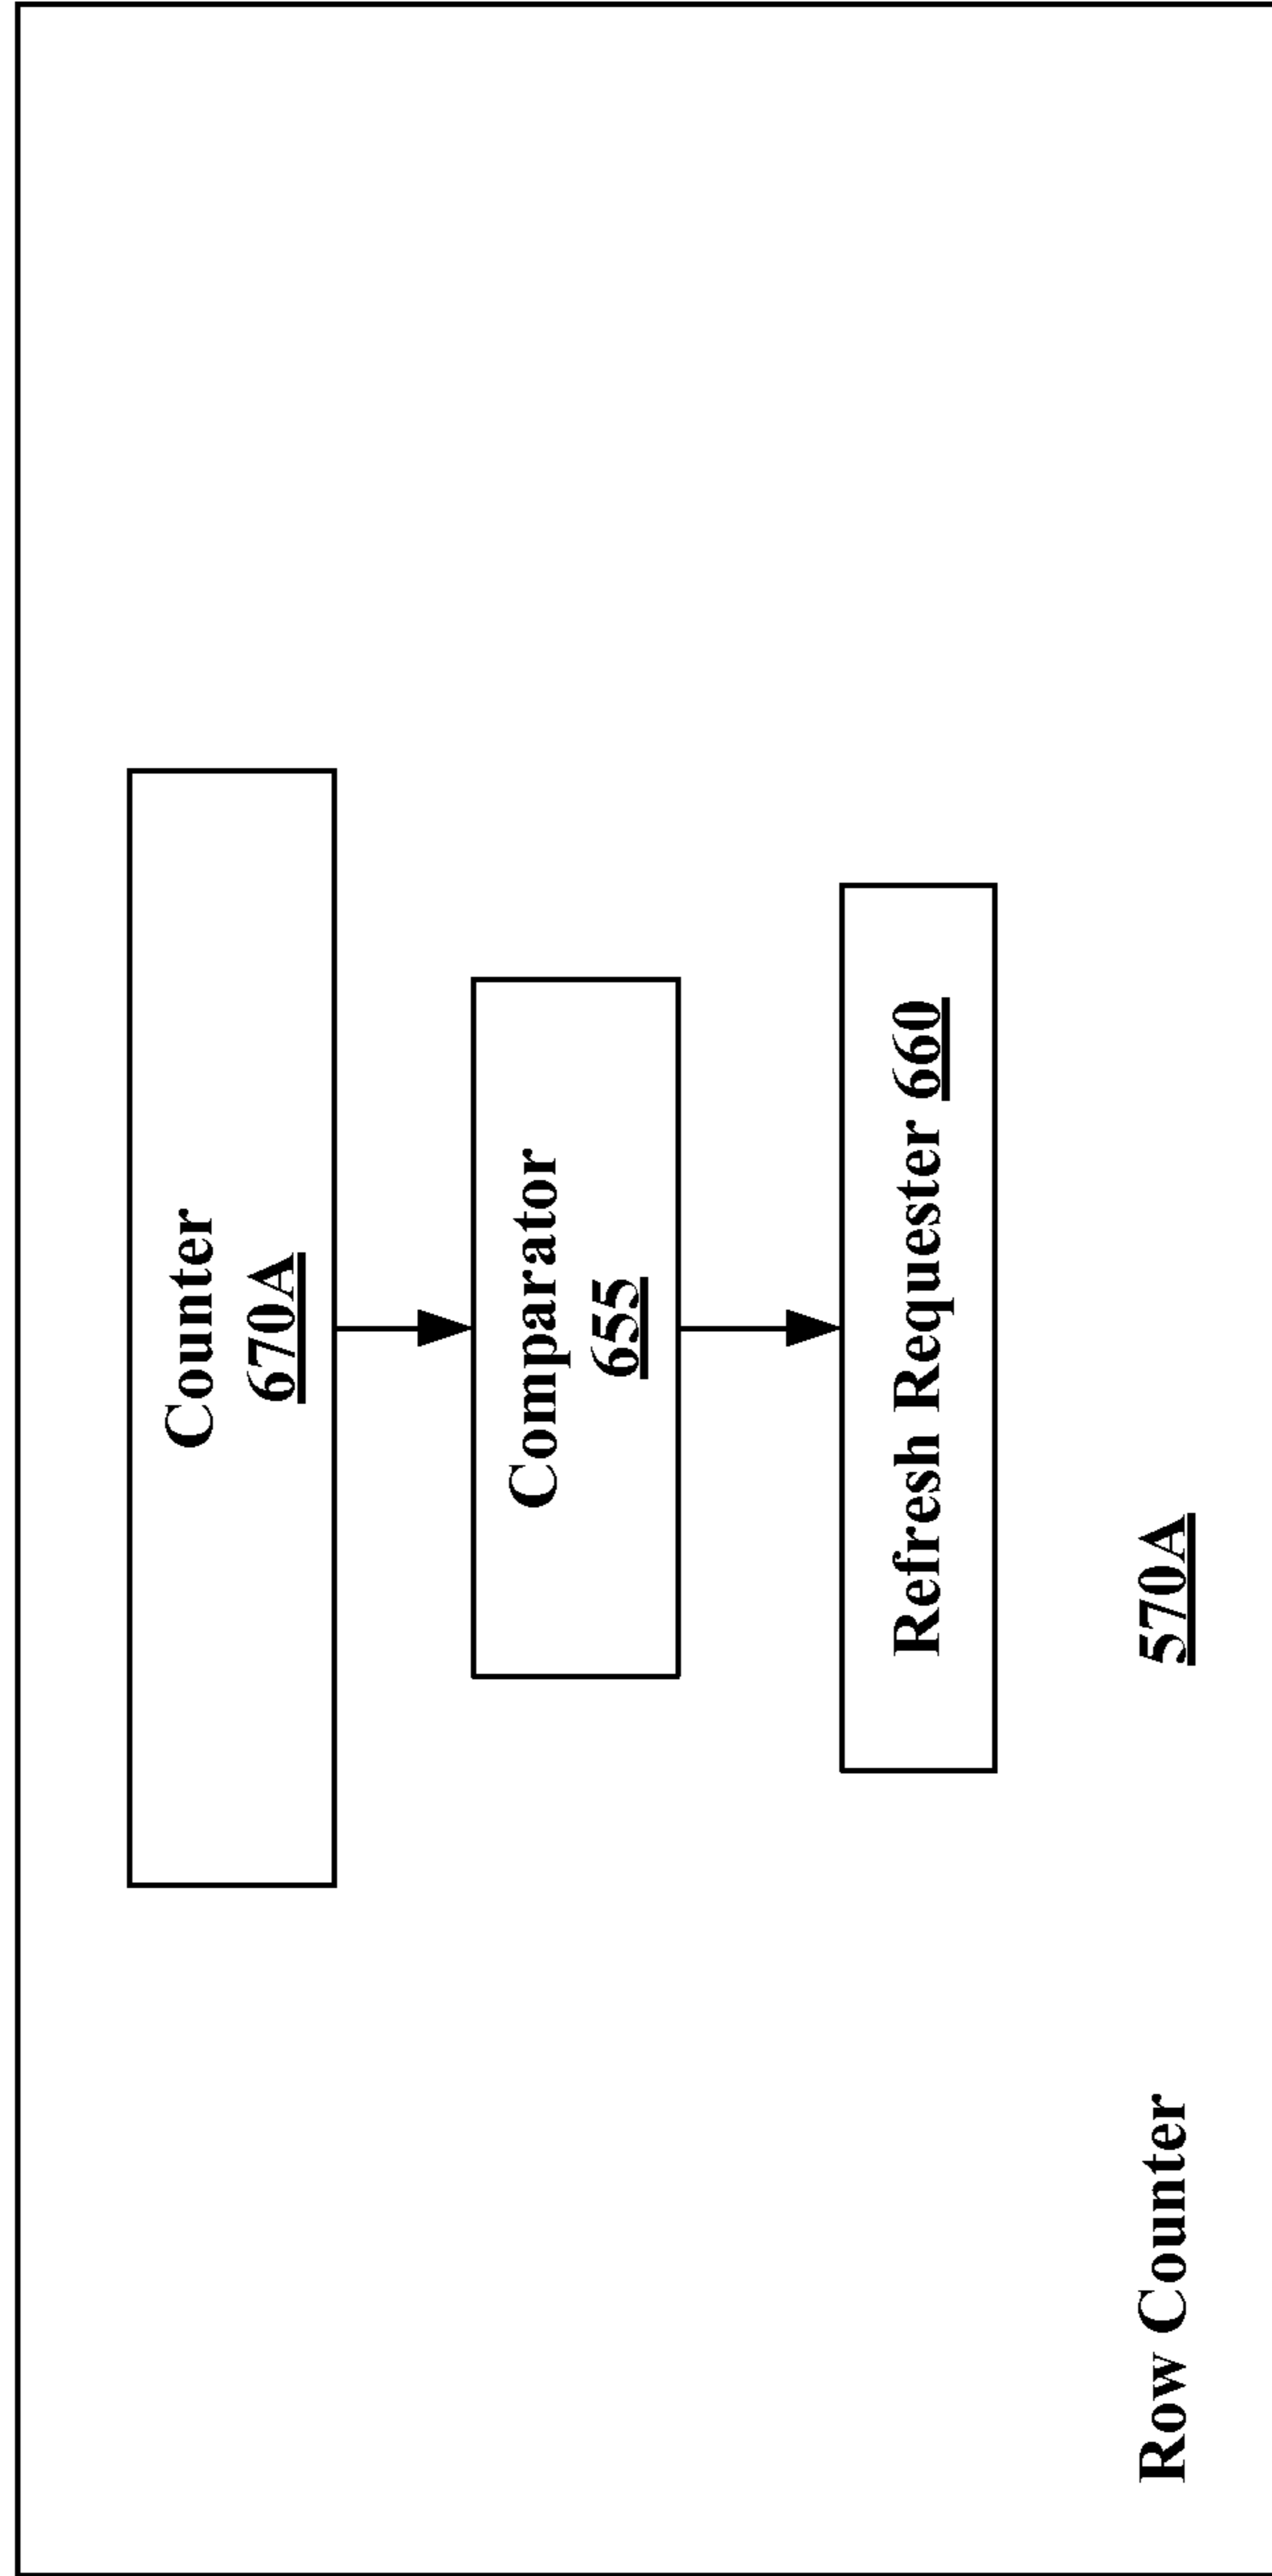 Counter
670A
Comparator
655
Refresh Requester 660
Row Counter 570A